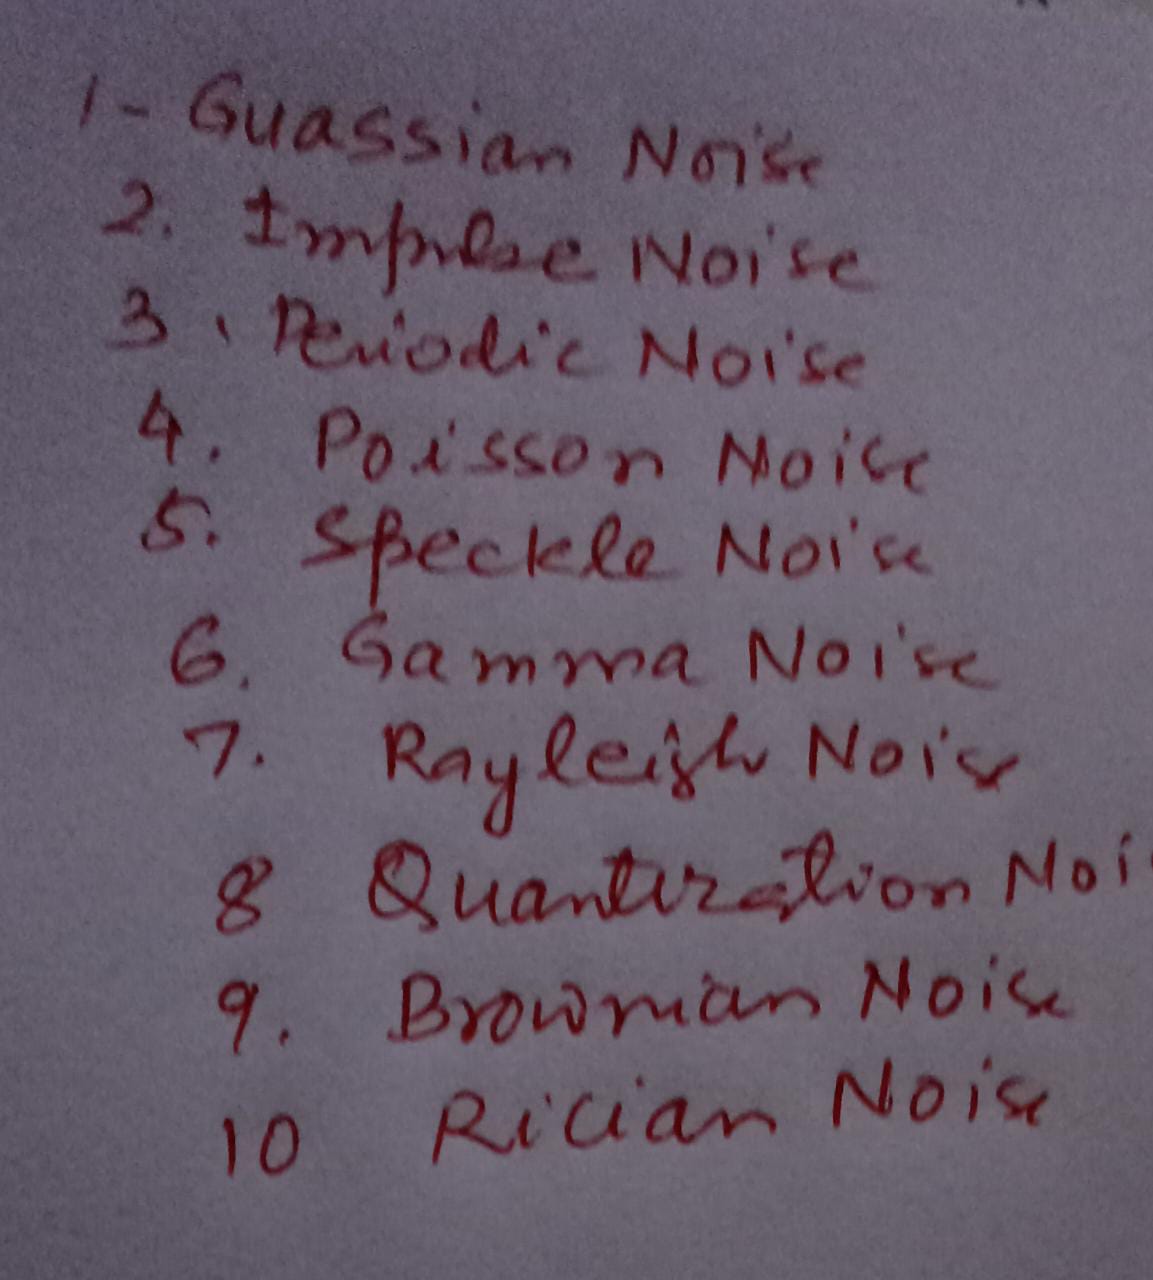 1- Guassian Noise
2. Impulse Noise
3. Periodic Noise
4. Poisson Noise
5. Speckle Noise
6. Gamma Noise
7. Rayleigh Noise
8 Quantization Noi
9. Brownian Noise
10 Rician Noise